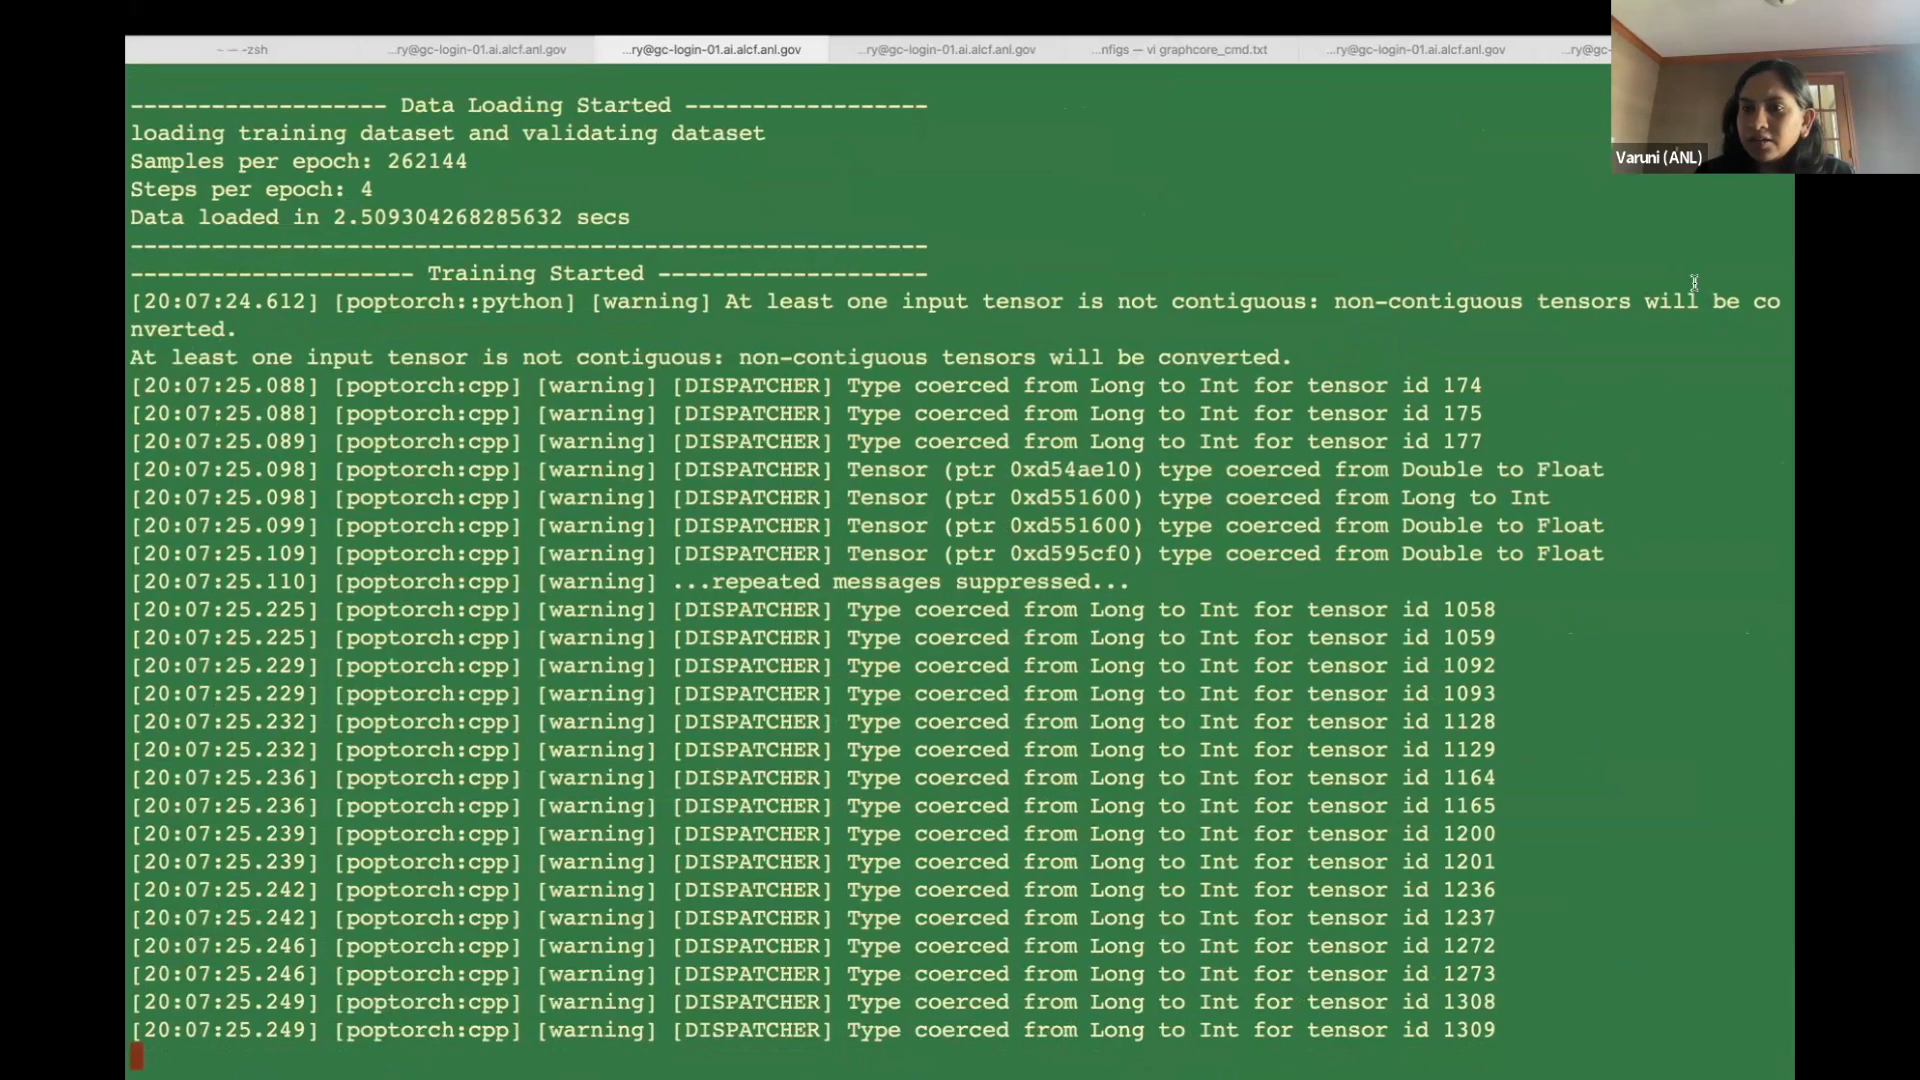 ~ — -zsh
...ry@gc-login-01.ai.alcf.anl.gov
...ry@gc-login-01.ai.alcf.anl.gov
...ry@gc-login-01.ai.alcf.anl.gov
...nfigs — vi graphcore_cmd.txt
...ry@gc-login-01.ai.alcf.anl.gov
...ry@gc-lo
Varuni (ANL)
------------------- Data Loading Started ------------------
loading training dataset and validating dataset
Samples per epoch: 262144
Steps per epoch: 4
Data loaded in 2.509304268285632 secs
-----------------------------------------------------------
--------------------- Training Started --------------------
[20:07:24.612] [poptorch::python] [warning] At least one input tensor is not contiguous: non-contiguous tensors will be co
nverted.
At least one input tensor is not contiguous: non-contiguous tensors will be converted.
[20:07:25.088] [poptorch:cpp] [warning] [DISPATCHER] Type coerced from Long to Int for tensor id 174
[20:07:25.088] [poptorch:cpp] [warning] [DISPATCHER] Type coerced from Long to Int for tensor id 175
[20:07:25.089] [poptorch:cpp] [warning] [DISPATCHER] Type coerced from Long to Int for tensor id 177
[20:07:25.098] [poptorch:cpp] [warning] [DISPATCHER] Tensor (ptr 0xd54ae10) type coerced from Double to Float
[20:07:25.098] [poptorch:cpp] [warning] [DISPATCHER] Tensor (ptr 0xd551600) type coerced from Long to Int
[20:07:25.099] [poptorch:cpp] [warning] [DISPATCHER] Tensor (ptr 0xd551600) type coerced from Double to Float
[20:07:25.109] [poptorch:cpp] [warning] [DISPATCHER] Tensor (ptr 0xd595cf0) type coerced from Double to Float
[20:07:25.110] [poptorch:cpp] [warning] ...repeated messages suppressed...
[20:07:25.225] [poptorch:cpp] [warning] [DISPATCHER] Type coerced from Long to Int for tensor id 1058
[20:07:25.225] [poptorch:cpp] [warning] [DISPATCHER] Type coerced from Long to Int for tensor id 1059
[20:07:25.229] [poptorch:cpp] [warning] [DISPATCHER] Type coerced from Long to Int for tensor id 1092
[20:07:25.229] [poptorch:cpp] [warning] [DISPATCHER] Type coerced from Long to Int for tensor id 1093
[20:07:25.232] [poptorch:cpp] [warning] [DISPATCHER] Type coerced from Long to Int for tensor id 1128
[20:07:25.232] [poptorch:cpp] [warning] [DISPATCHER] Type coerced from Long to Int for tensor id 1129
[20:07:25.236] [poptorch:cpp] [warning] [DISPATCHER] Type coerced from Long to Int for tensor id 1164
[20:07:25.236] [poptorch:cpp] [warning] [DISPATCHER] Type coerced from Long to Int for tensor id 1165
[20:07:25.239] [poptorch:cpp] [warning] [DISPATCHER] Type coerced from Long to Int for tensor id 1200
[20:07:25.239] [poptorch:cpp] [warning] [DISPATCHER] Type coerced from Long to Int for tensor id 1201
[20:07:25.242] [poptorch:cpp] [warning] [DISPATCHER] Type coerced from Long to Int for tensor id 1236
[20:07:25.242] [poptorch:cpp] [warning] [DISPATCHER] Type coerced from Long to Int for tensor id 1237
[20:07:25.246] [poptorch:cpp] [warning] [DISPATCHER] Type coerced from Long to Int for tensor id 1272
[20:07:25.246] [poptorch:cpp] [warning] [DISPATCHER] Type coerced from Long to Int for tensor id 1273
[20:07:25.249] [poptorch:cpp] [warning] [DISPATCHER] Type coerced from Long to Int for tensor id 1308
[20:07:25.249] [poptorch:cpp] [warning] [DISPATCHER] Type coerced from Long to Int for tensor id 1309